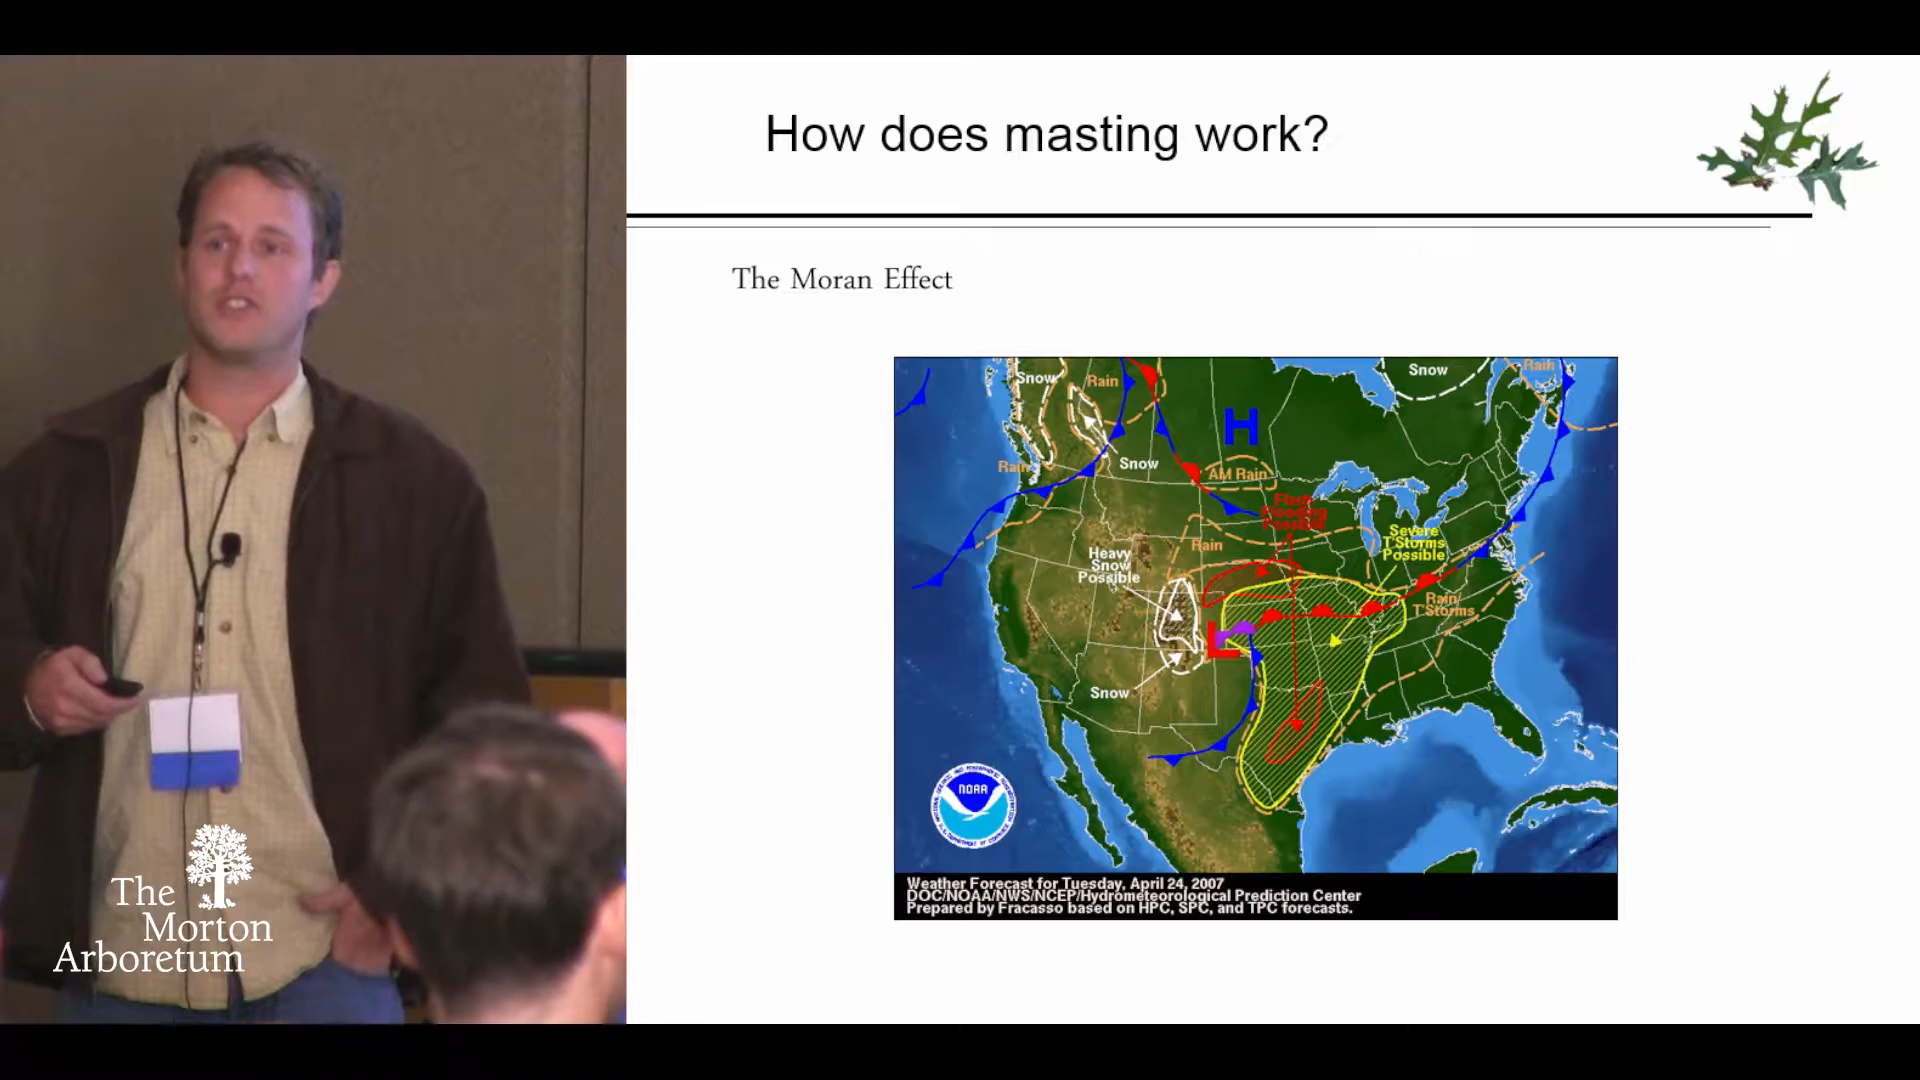 How does masting work?
The Moran Effect
Snow
Rain
Snow
Rain
H
Rain
Snow
AM Rain
Flash
Flooding
Possible
Severe
T'Storms
Possible
Rain
Heavy
Snow
Possible
Rain/
T'Storms
L
Snow
NOAA
Weather Forecast for Tuesday, April 24, 2007
DOC/NOAA/NWS/NCEP/Hydrometeorological Prediction Center
Prepared by Fracasso based on HPC, SPC, and TPC forecasts.
The
Morton
Arboretum